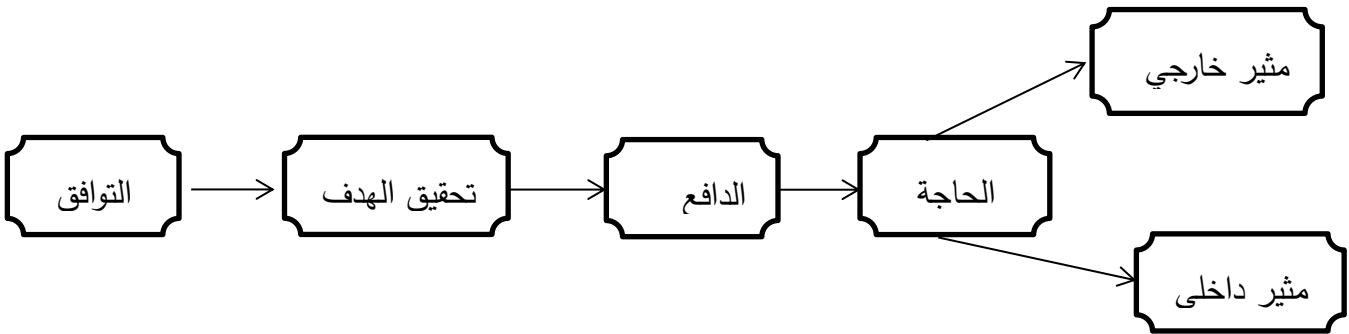 مثير خارجي
الحاجة
الدافع
تحقيق الهدف
التوافق
مثير داخلى